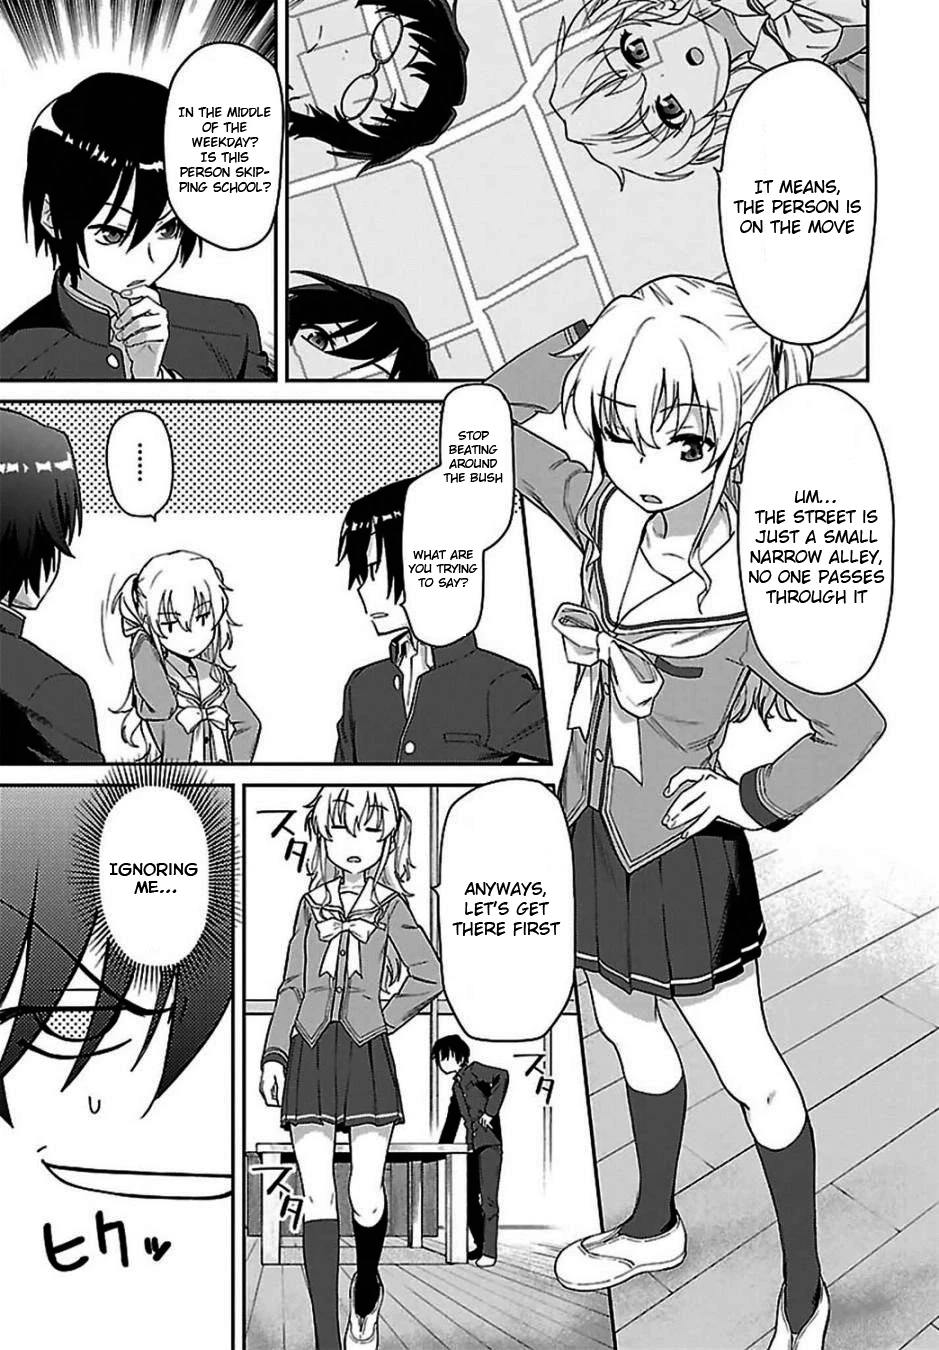 IT MEANS,
THE PERSON IS
ON THE MOVE
IN THE MIDDLE
OF THE
WEEKDAY?
IS THIS
PERSON SKIP-
PING SCHOOL?
UM...
THE STREET IS
JUST A SMALL
NARROW ALLEY,
NO ONE PASSES
THROUGH IT
STOP
BEATING
AROUND
THE BUSH
WHAT ARE
YOU TRYING
TO SAY?
......
ANYWAYS,
LET'S GET
THERE FIRST
スタ
スタ
スタ
IGNORING
ME...
ヒクッ